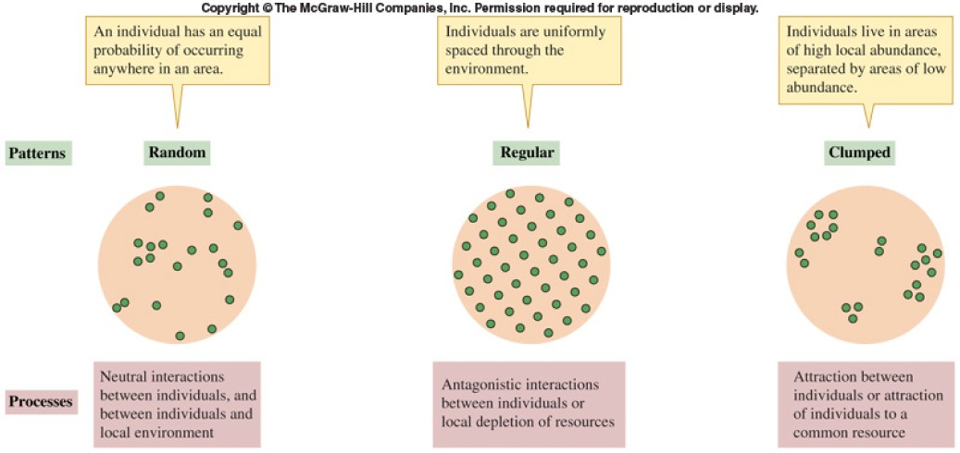 Copyright © The McGraw-Hill Companies, Inc. Permission required for reproduction or display.
An individual has an equal
probability of occurring
anywhere in an area.
Individuals are uniformly
spaced through the
environment.
Individuals live in areas
of high local abundance,
separated by areas of low
abundance.
Patterns
Random
Regular
Clumped
Processes
Neutral interactions
between individuals, and
between individuals and
local environment
Antagonistic interactions
between individuals or
local depletion of resources
Attraction between
individuals or attraction
of individuals to a
common resource